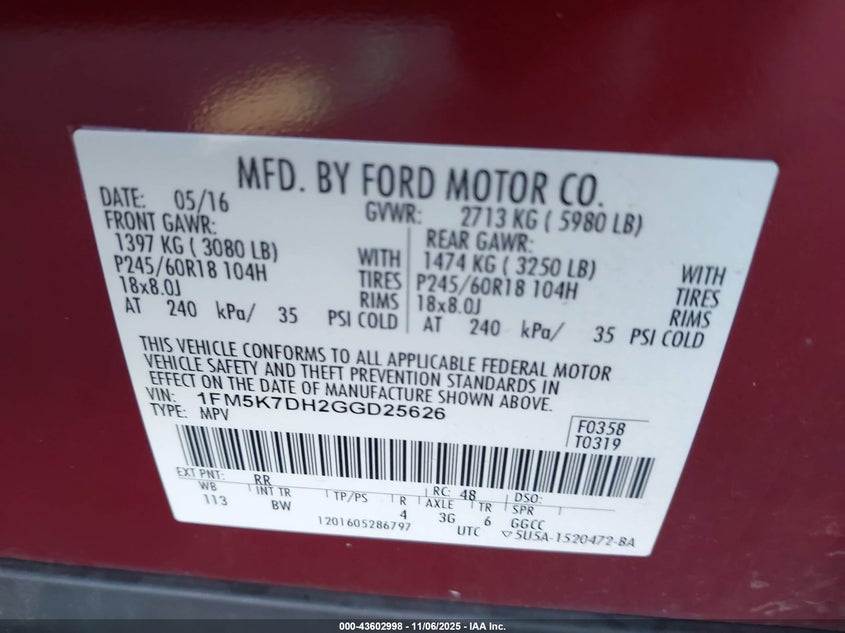 MFD. BY FORD MOTOR CO.
DATE: 05/16 GVWR: 2713 KG ( 5980 LB)
FRONT GAWR: REAR GAWR:
1397 KG ( 3080 LB) WITH 1474 KG ( 3250 LB) WITH
P245/60R18 104H TIRES P245/60R18 104H TIRES
18x8.0J RIMS 18x8.0J RIMS
AT 240 kPa/ 35 PSI COLD AT 240 kPa/ 35 PSI COLD
THIS VEHICLE CONFORMS TO ALL APPLICABLE FEDERAL MOTOR
VEHICLE SAFETY AND THEFT PREVENTION STANDARDS IN
EFFECT ON THE DATE OF MANUFACTURE SHOWN ABOVE.
VIN: 1FM5K7DH2GGD25626
TYPE: MPV
F0358
T0319
EXT PNT: RR RC: 48 DSO:
WB INT TR TP/PS R AXLE TR SPR
113 BW 4 3G 6 GGCC
1201605286797 UTC ▽5U5A-1520472-BA
000-43602998 - 11/06/2025 - IAA Inc.